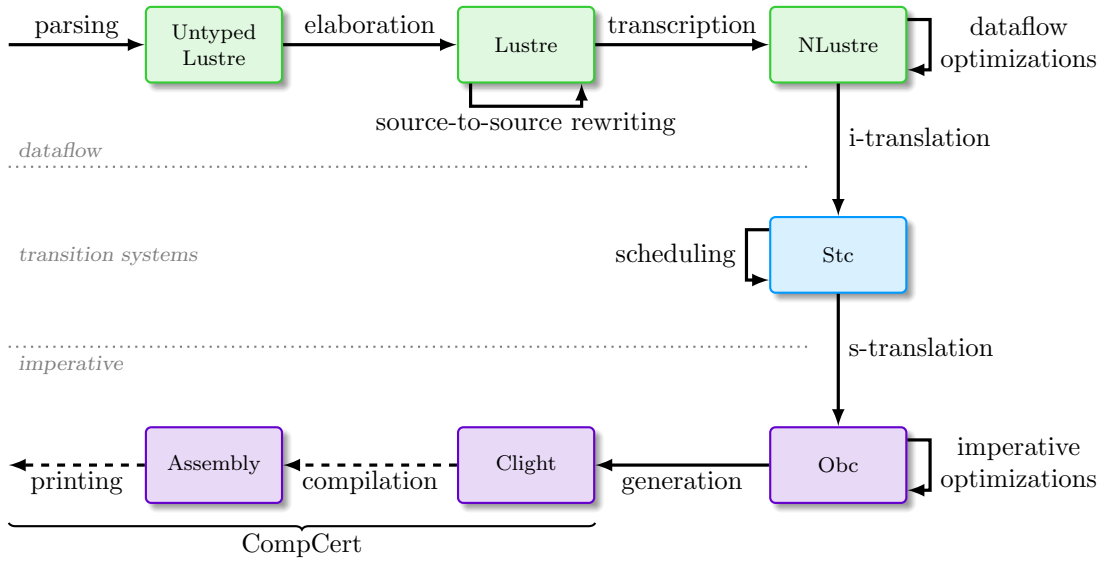 parsing
Untyped
Lustre
elaboration
Lustre
transcription
NLustre
dataflow
optimizations
source-to-source rewriting
i-translation
dataflow
transition systems
scheduling
Stc
s-translation
imperative
printing
Assembly
compilation
Clight
generation
Obc
imperative
optimizations
CompCert